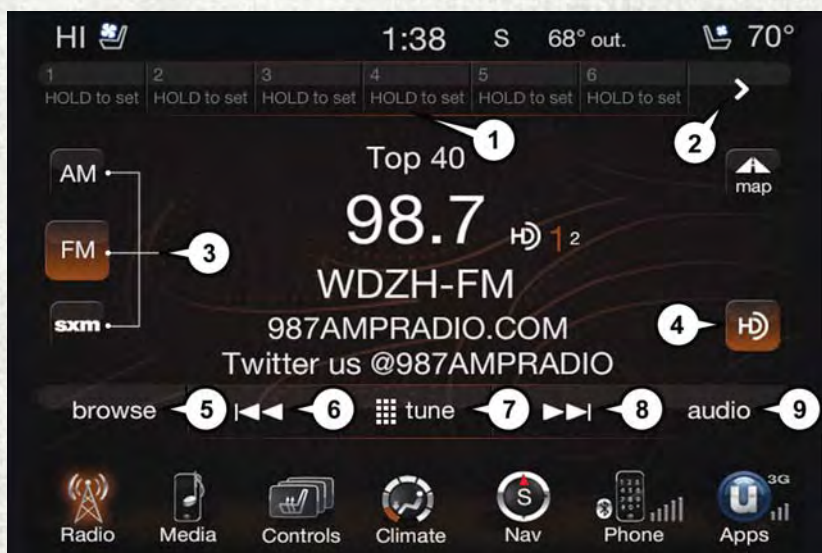 HI 1:38 S 68° out. 70°
1 2 3 4 5 6
HOLD to set HOLD to set HOLD to set HOLD to set HOLD to set HOLD to set
1 2
Top 40
AM map
98.7 HD 1 2
FM 3
WDZH-FM
sxm 987AMPRADIO.COM 4 HD
Twitter us @987AMPRADIO
browse 5 6 tune 7 8 audio 9
3G
Radio Media Controls Climate Nav Phone Apps
S u